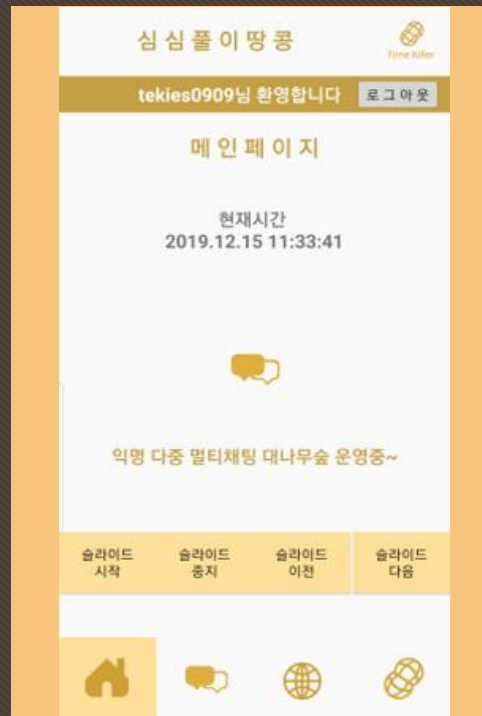 심심풀이땅콩
Time Killer
tekies0909님 환영합니다 로그아웃
메인페이지
현재시간
2019.12.15 11:33:41
익명 다중 멀티채팅 대나무숲 운영중~
슬라이드 시작
슬라이드 중지
슬라이드 이전
슬라이드 다음